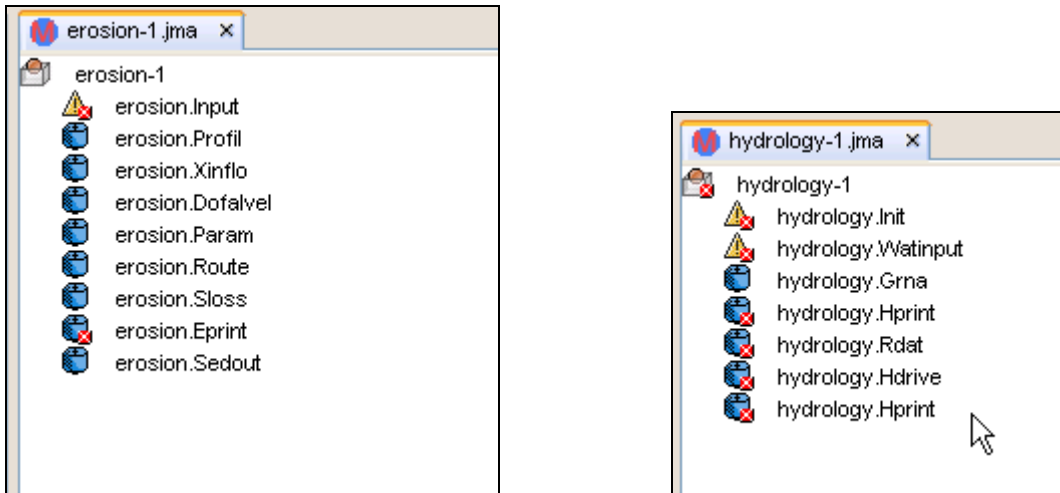 erosion-1.jma
erosion-1
erosion.Input
erosion.Profil
erosion.Xinflo
erosion.Dofalvel
erosion.Param
erosion.Route
erosion.Sloss
erosion.Eprint
erosion.Sedout
hydrology-1.jma
hydrology-1
hydrology.Init
hydrology.Watinput
hydrology.Grna
hydrology.Hprint
hydrology.Rdat
hydrology.Hdrive
hydrology.Hprint